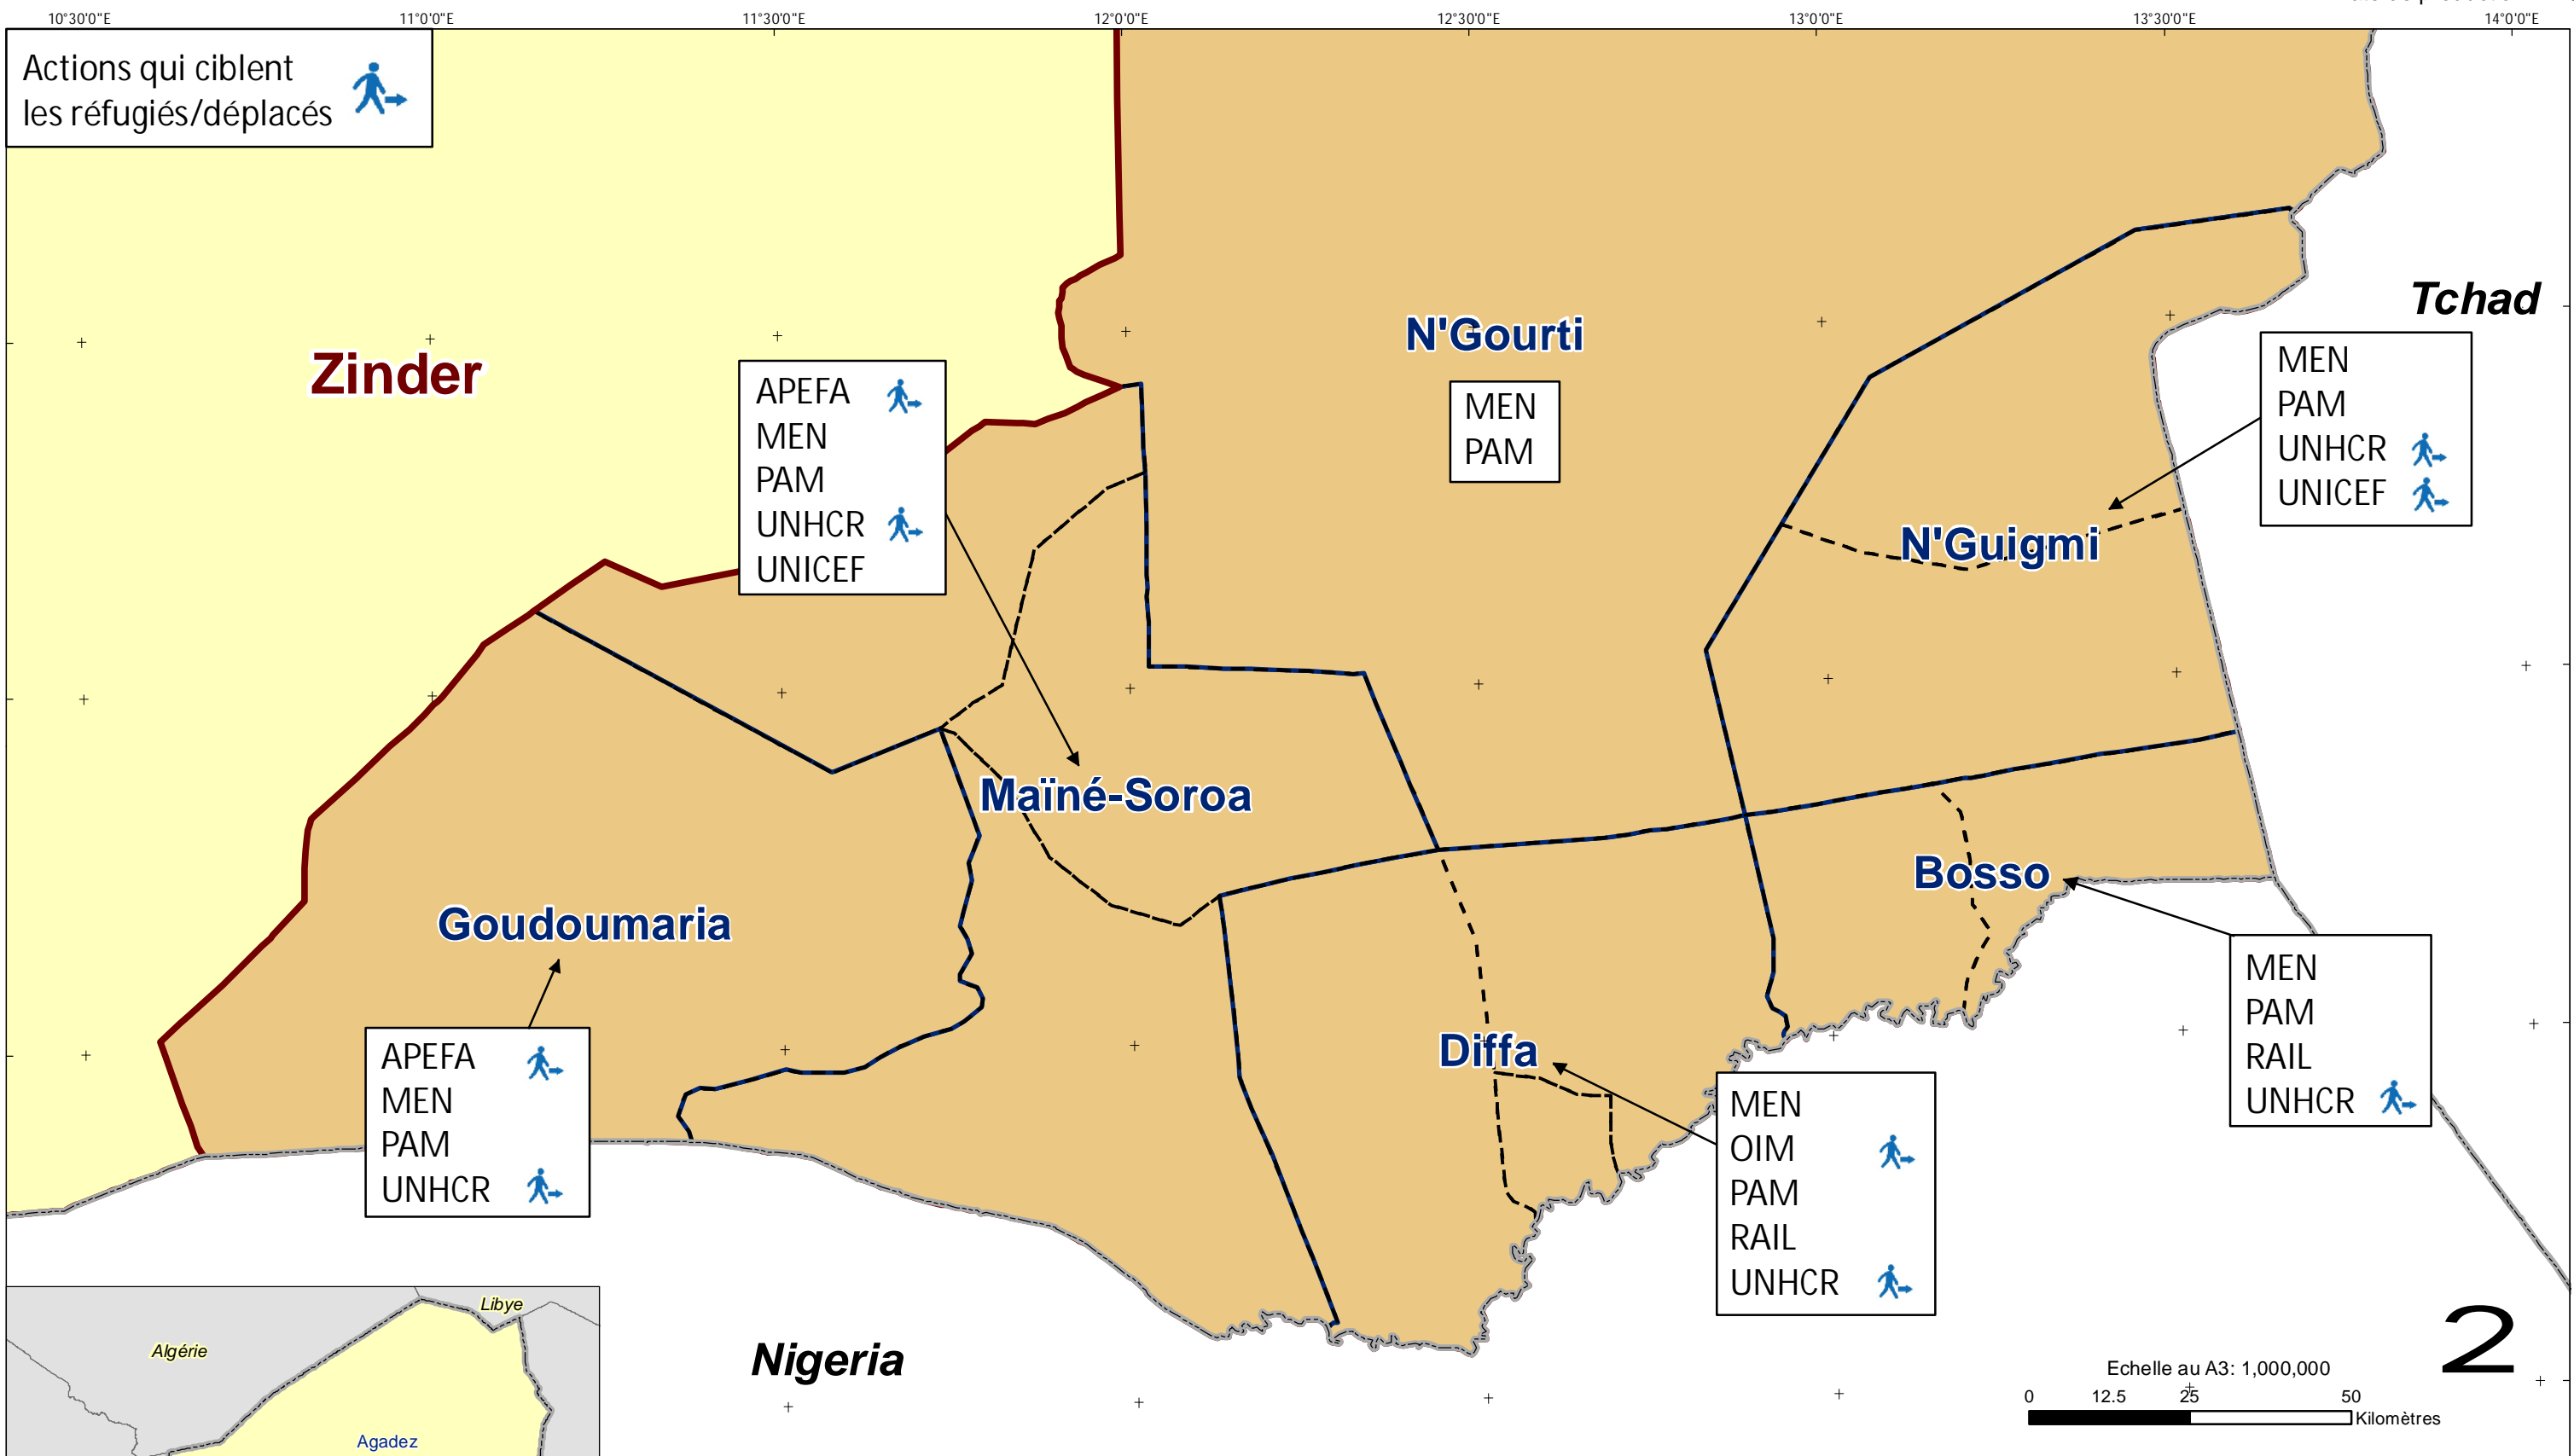 10°30'0"E
11°0'0"E
11°30'0"E
12°0'0"E
12°30'0"E
13°0'0"E
13°30'0"E
14°0'0"E
Actions qui ciblent
les réfugiés/déplacés
Tchad
N'Gourti
MEN
PAM
Zinder
APEFA
MEN
PAM
UNHCR
UNICEF
MEN
PAM
UNHCR
UNICEF
N'Guigmi
Maïné-Soroa
Bosso
Goudoumaria
MEN
PAM
RAIL
UNHCR
APEFA
MEN
PAM
UNHCR
Diffa
MEN
OIM
PAM
RAIL
UNHCR
Libye
Algérie
Agadez
Nigeria
2
Echelle au A3: 1,000,000
0 12.5 25 50
Kilomètres